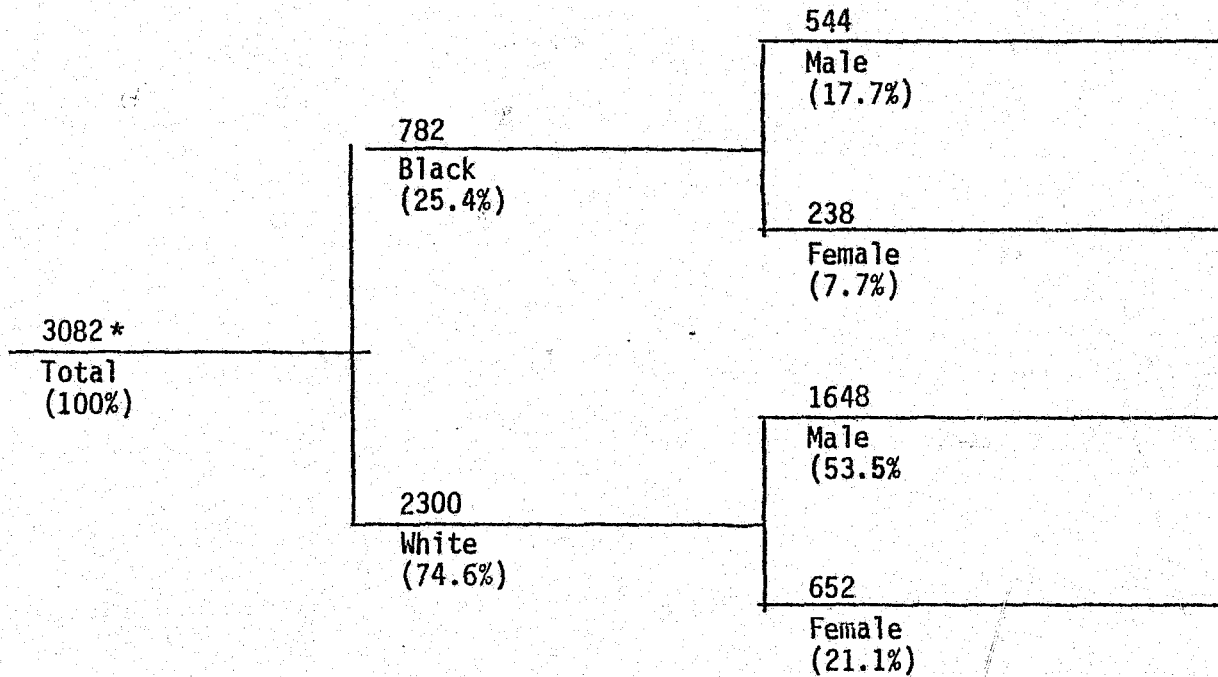 544
Male
(17.7%)
782
Black
(25.4%)
238
Female
(7.7%)
3082 *
Total
(100%)
1648
Male
(53.5%
2300
White
(74.6%)
652
Female
(21.1%)